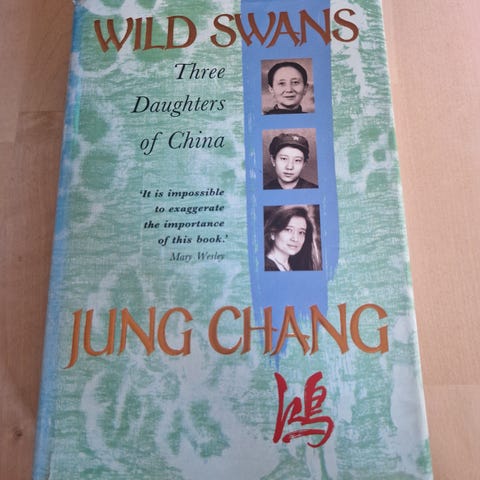 WILD SWANS
Three
Daughters
of China
'It is impossible
to exaggerate
the importance
of this book.'
Mary Wesley
JUNG CHANG
鴻